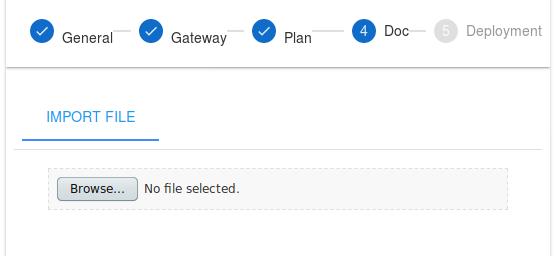 General Gateway Plan 4 Doc 5 Deployment
IMPORT FILE
Browse... No file selected.